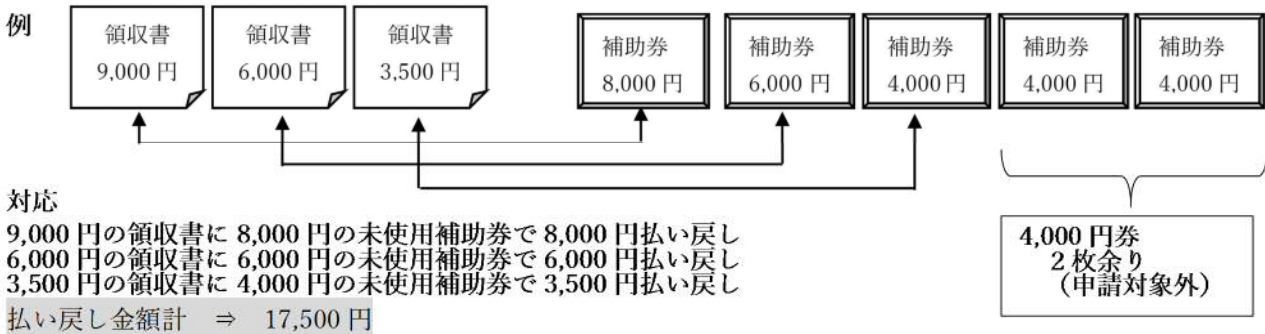 例
領収書
9,000 円
領収書
6,000 円
領収書
3,500 円
補助券
8,000 円
補助券
6,000 円
補助券
4,000 円
補助券
4,000 円
補助券
4,000 円
対応
9,000 円の領収書に 8,000 円の未使用補助券で 8,000 円払い戻し
6,000 円の領収書に 6,000 円の未使用補助券で 6,000 円払い戻し
3,500 円の領収書に 4,000 円の未使用補助券で 3,500 円払い戻し
払い戻し金額計 ⇒ 17,500 円
4,000 円券
2 枚余り
（申請対象外）